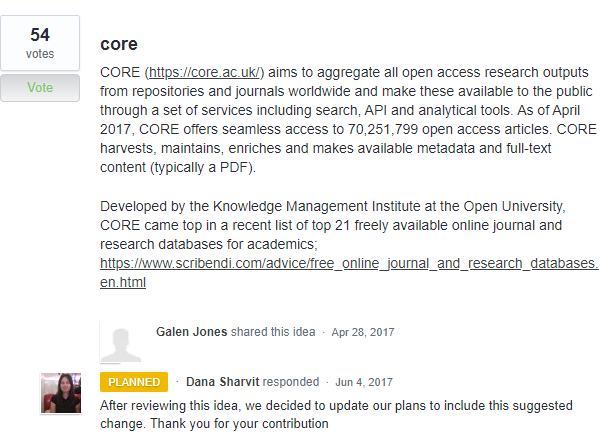 54
votes
Vote
core
CORE (https://core.ac.uk/) aims to aggregate all open access research outputs
from repositories and journals worldwide and make these available to the public
through a set of services including search, API and analytical tools. As of April
2017, CORE offers seamless access to 70,251,799 open access articles. CORE
harvests, maintains, enriches and makes available metadata and full-text
content (typically a PDF).
Developed by the Knowledge Management Institute at the Open University,
CORE came top in a recent list of top 21 freely available online journal and
research databases for academics;
https://www.scribendi.com/advice/free_online_journal_and_research_databases.
en.html
Galen Jones shared this idea · Apr 28, 2017
PLANNED · Dana Sharvit responded · Jun 4, 2017
After reviewing this idea, we decided to update our plans to include this suggested
change. Thank you for your contribution